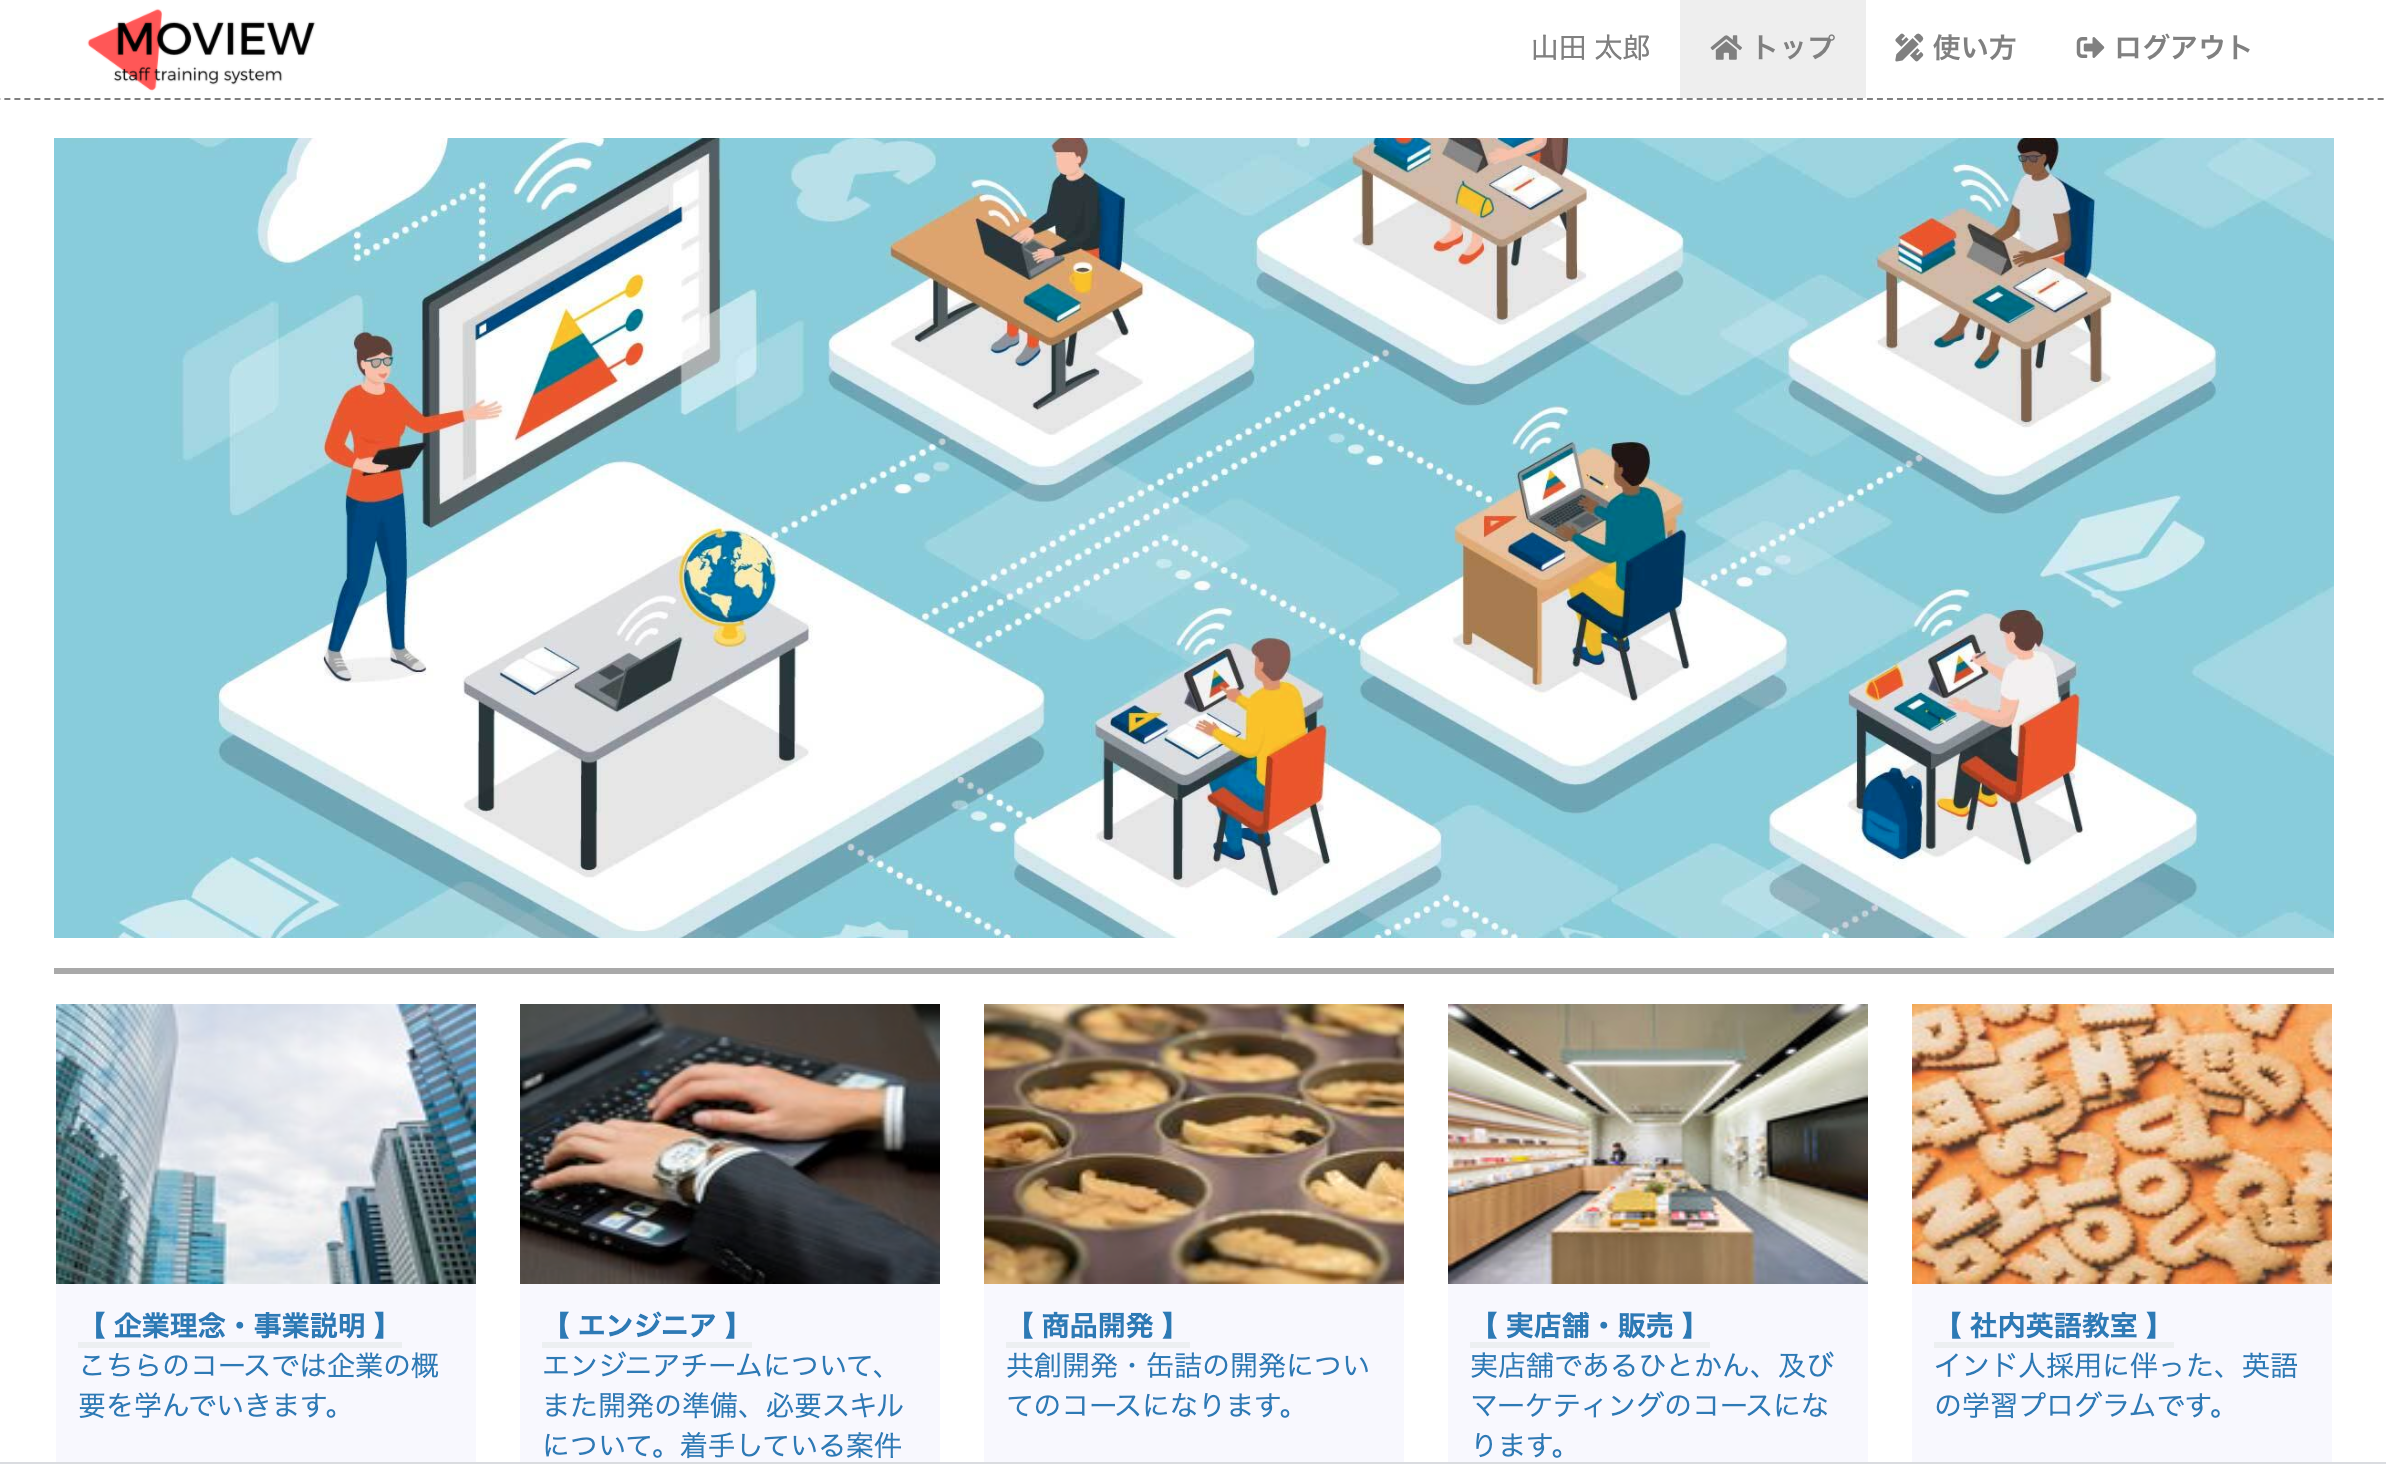 MOVIEW
staff training system
山田 太郎 トップ 使い方 ログアウト
【 企業理念・事業説明 】
こちらのコースでは企業の概
要を学んでいきます。
【 エンジニア 】
エンジニアチームについて、
また開発の準備、必要スキル
について。着手している案件
【 商品開発 】
共創開発・缶詰の開発につい
てのコースになります。
【 実店舗・販売 】
実店舗であるひとかん、及び
マーケティングのコースにな
ります。
【 社内英語教室 】
インド人採用に伴った、英語
の学習プログラムです。